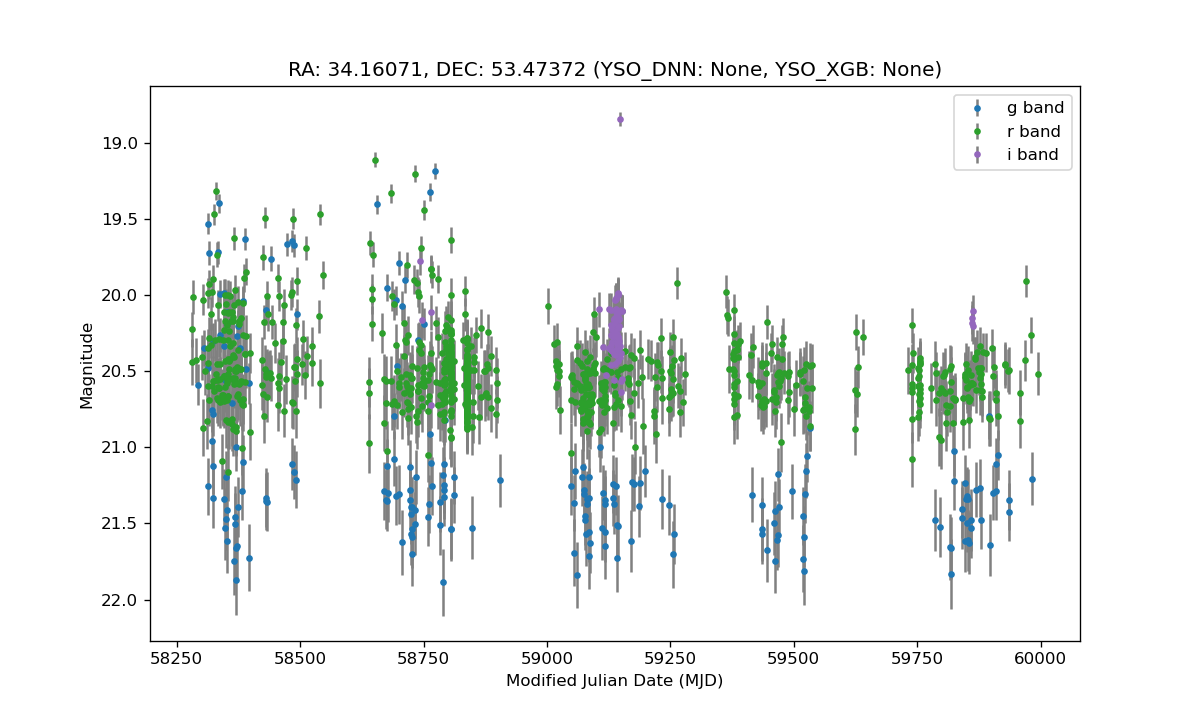 RA: 34.16071, DEC: 53.47372 (YSO_DNN: None, YSO_XGB: None)
g band
r band
i band
19.0
19.5
20.0
20.5
21.0
21.5
22.0
Magnitude
58250 58500 58750 59000 59250 59500 59750 60000
Modified Julian Date (MJD)